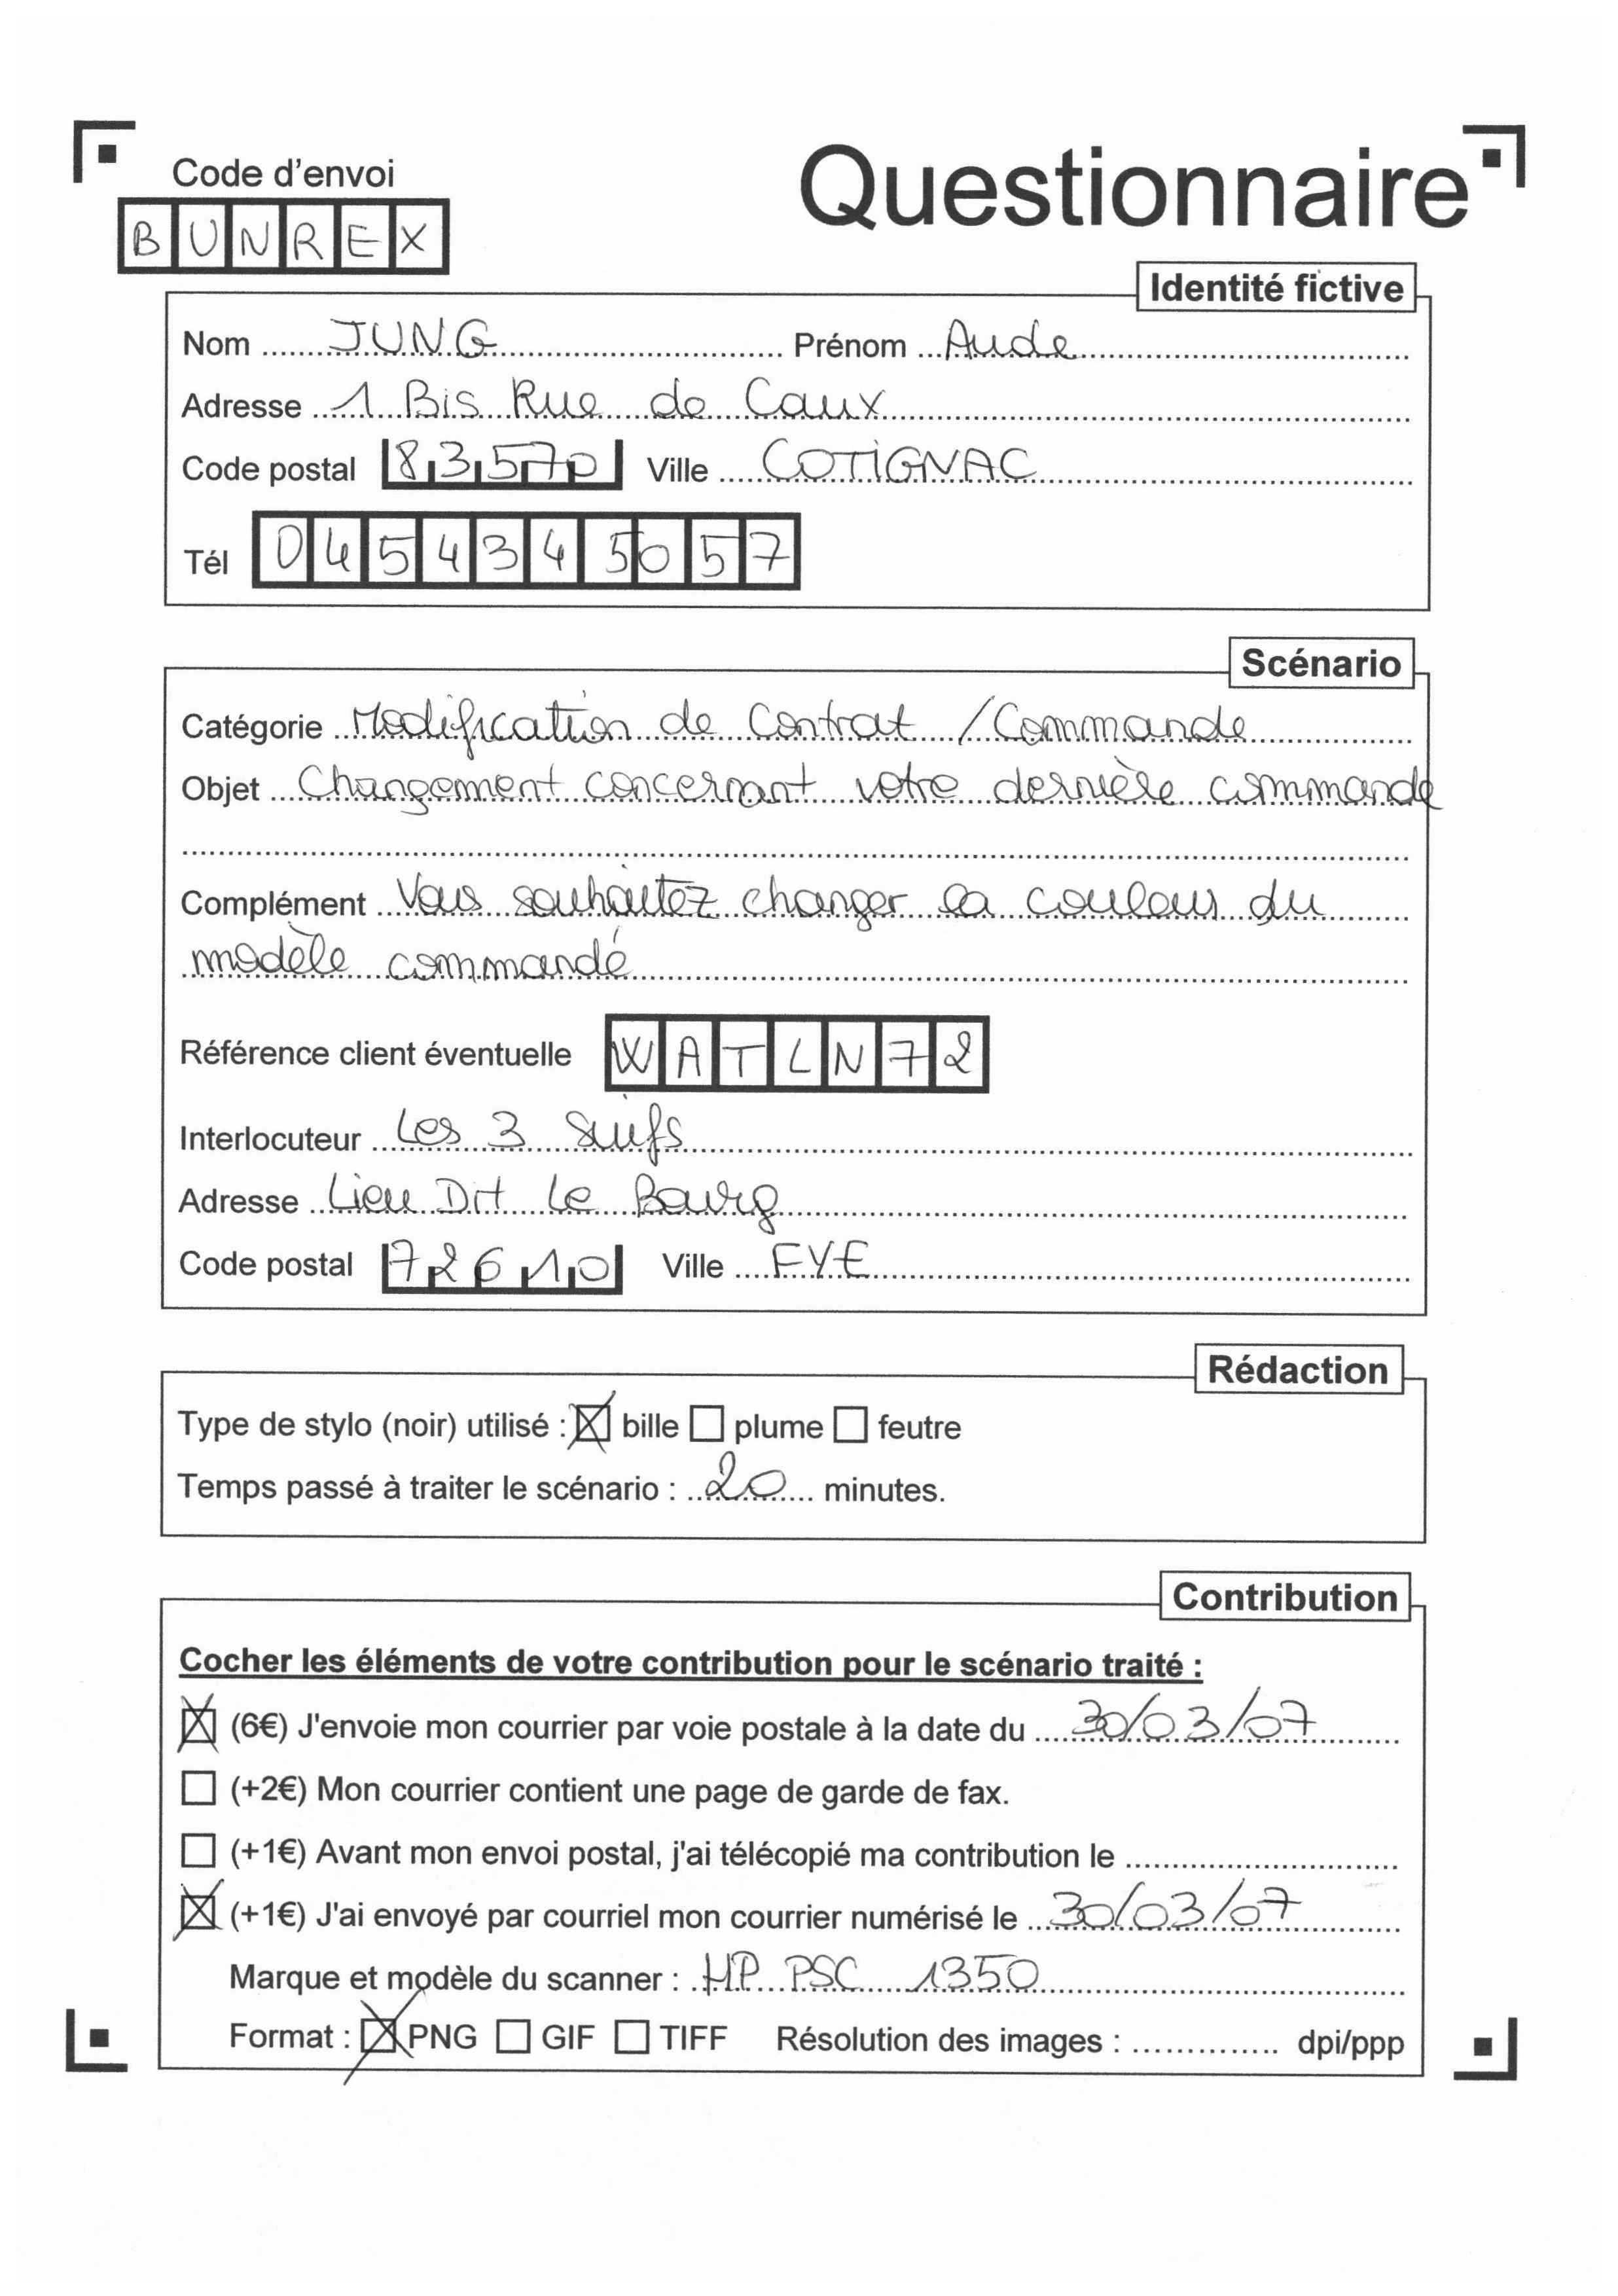 Code d'envoi
Questionnaire
BUNREX
Identité fictive
Nom JUNG Prénom Aude
Adresse 1 Bis Rue de Caux
Code postal 83570 Ville COTIGNAC
Tél 0454345057
Scénario
Catégorie Modification de Contrat / Commande
Objet Changement concernant votre dernière commande
Complément Vous souhaitez changer la couleur du
modèle commandé
Référence client éventuelle WATLN72
Interlocuteur Les 3 Suifs
Adresse Lieu Dit Le Bourg
Code postal 72610 Ville FYE
Rédaction
Type de stylo (noir) utilisé : ☒ bille ☐ plume ☐ feutre
Temps passé à traiter le scénario : 20 minutes.
Contribution
Cocher les éléments de votre contribution pour le scénario traité :
☒ (6€) J'envoie mon courrier par voie postale à la date du 30/03/07
☐ (+2€) Mon courrier contient une page de garde de fax.
☐ (+1€) Avant mon envoi postal, j'ai télécopié ma contribution le
☒ (+1€) J'ai envoyé par courriel mon courrier numérisé le 30/03/07
Marque et modèle du scanner : HP PSC 1350
Format : ☒ PNG ☐ GIF ☐ TIFF Résolution des images : .............. dpi/ppp